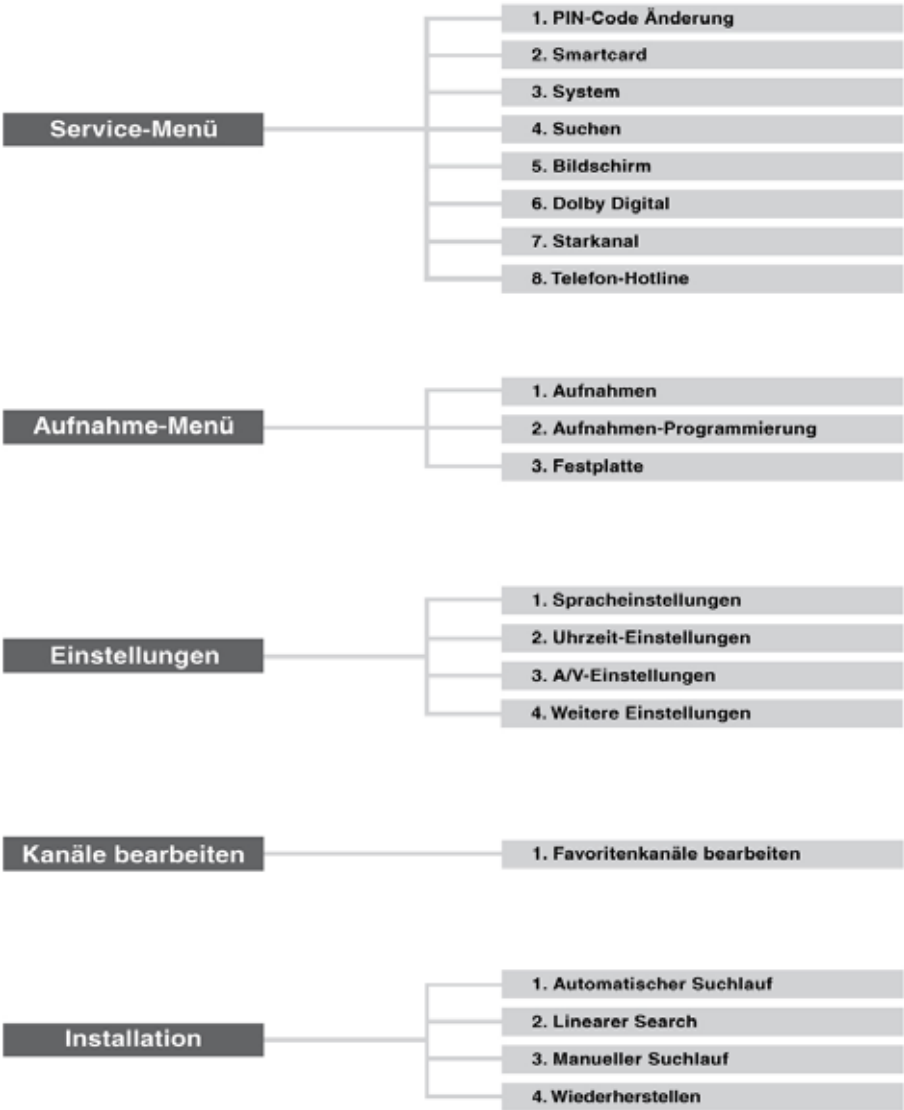 Service-Menü
1. PIN-Code Änderung
2. Smartcard
3. System
4. Suchen
5. Bildschirm
6. Dolby Digital
7. Starkanal
8. Telefon-Hotline
Aufnahme-Menü
1. Aufnahmen
2. Aufnahmen-Programmierung
3. Festplatte
Einstellungen
1. Spracheinstellungen
2. Uhrzeit-Einstellungen
3. A/V-Einstellungen
4. Weitere Einstellungen
Kanäle bearbeiten
1. Favoritenkanäle bearbeiten
Installation
1. Automatischer Suchlauf
2. Linearer Search
3. Manueller Suchlauf
4. Wiederherstellen